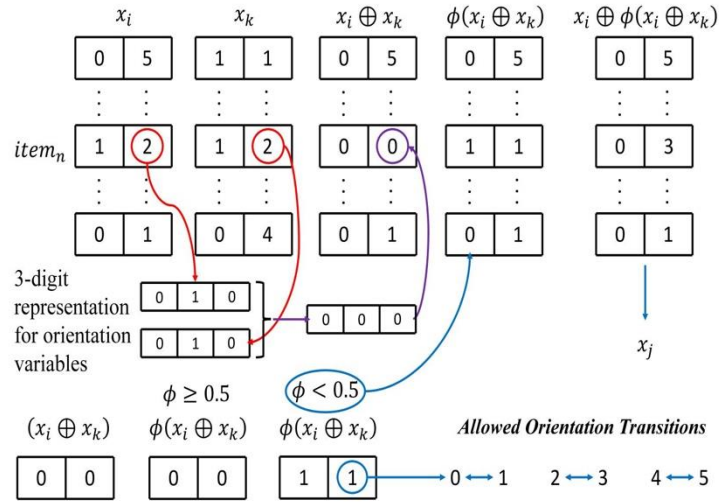 x_i x_k x_i ⊕ x_k ϕ(x_i ⊕ x_k) x_i ⊕ ϕ(x_i ⊕ x_k)
0 5 1 1 0 5 0 5 0 5
item_n 1 2 1 2 0 0 1 1 0 3
0 1 0 4 0 1 0 1 0 1
3-digit
representation
for orientation
variables
0 1 0
0 1 0
0 0 0
x_j
ϕ ≥ 0.5 ϕ < 0.5
(x_i ⊕ x_k) ϕ(x_i ⊕ x_k) ϕ(x_i ⊕ x_k) Allowed Orientation Transitions
0 0 0 0 1 1 0 1 2 3 4 5